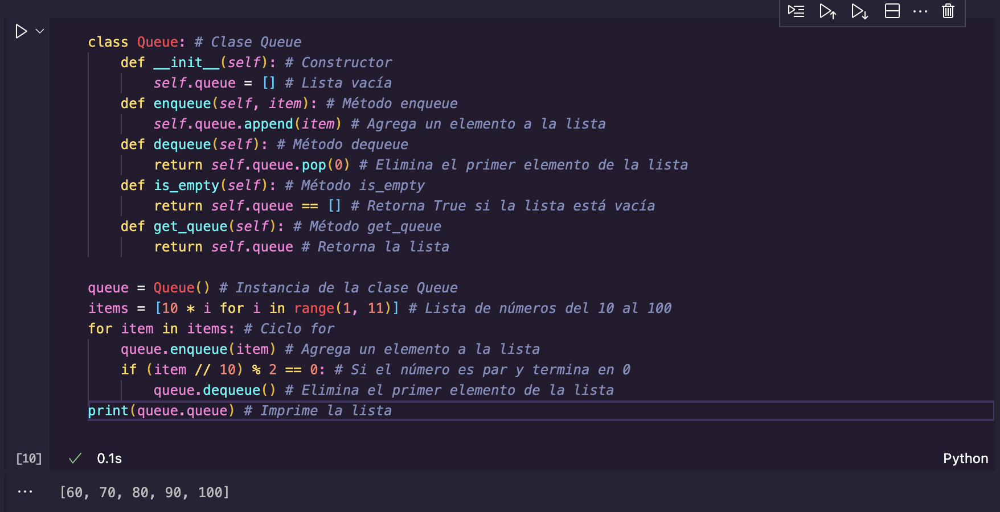 class Queue: # Clase Queue
    def __init__(self): # Constructor
        self.queue = [] # Lista vacía
    def enqueue(self, item): # Método enqueue
        self.queue.append(item) # Agrega un elemento a la lista
    def dequeue(self): # Método dequeue
        return self.queue.pop(0) # Elimina el primer elemento de la lista
    def is_empty(self): # Método is_empty
        return self.queue == [] # Retorna True si la lista está vacía
    def get_queue(self): # Método get_queue
        return self.queue # Retorna la lista

queue = Queue() # Instancia de la clase Queue
items = [10 * i for i in range(1, 11)] # Lista de números del 10 al 100
for item in items: # Ciclo for
    queue.enqueue(item) # Agrega un elemento a la lista
    if (item // 10) % 2 == 0: # Si el número es par y termina en 0
        queue.dequeue() # Elimina el primer elemento de la lista
print(queue.queue) # Imprime la lista
[10] 0.1s Python
[60, 70, 80, 90, 100]